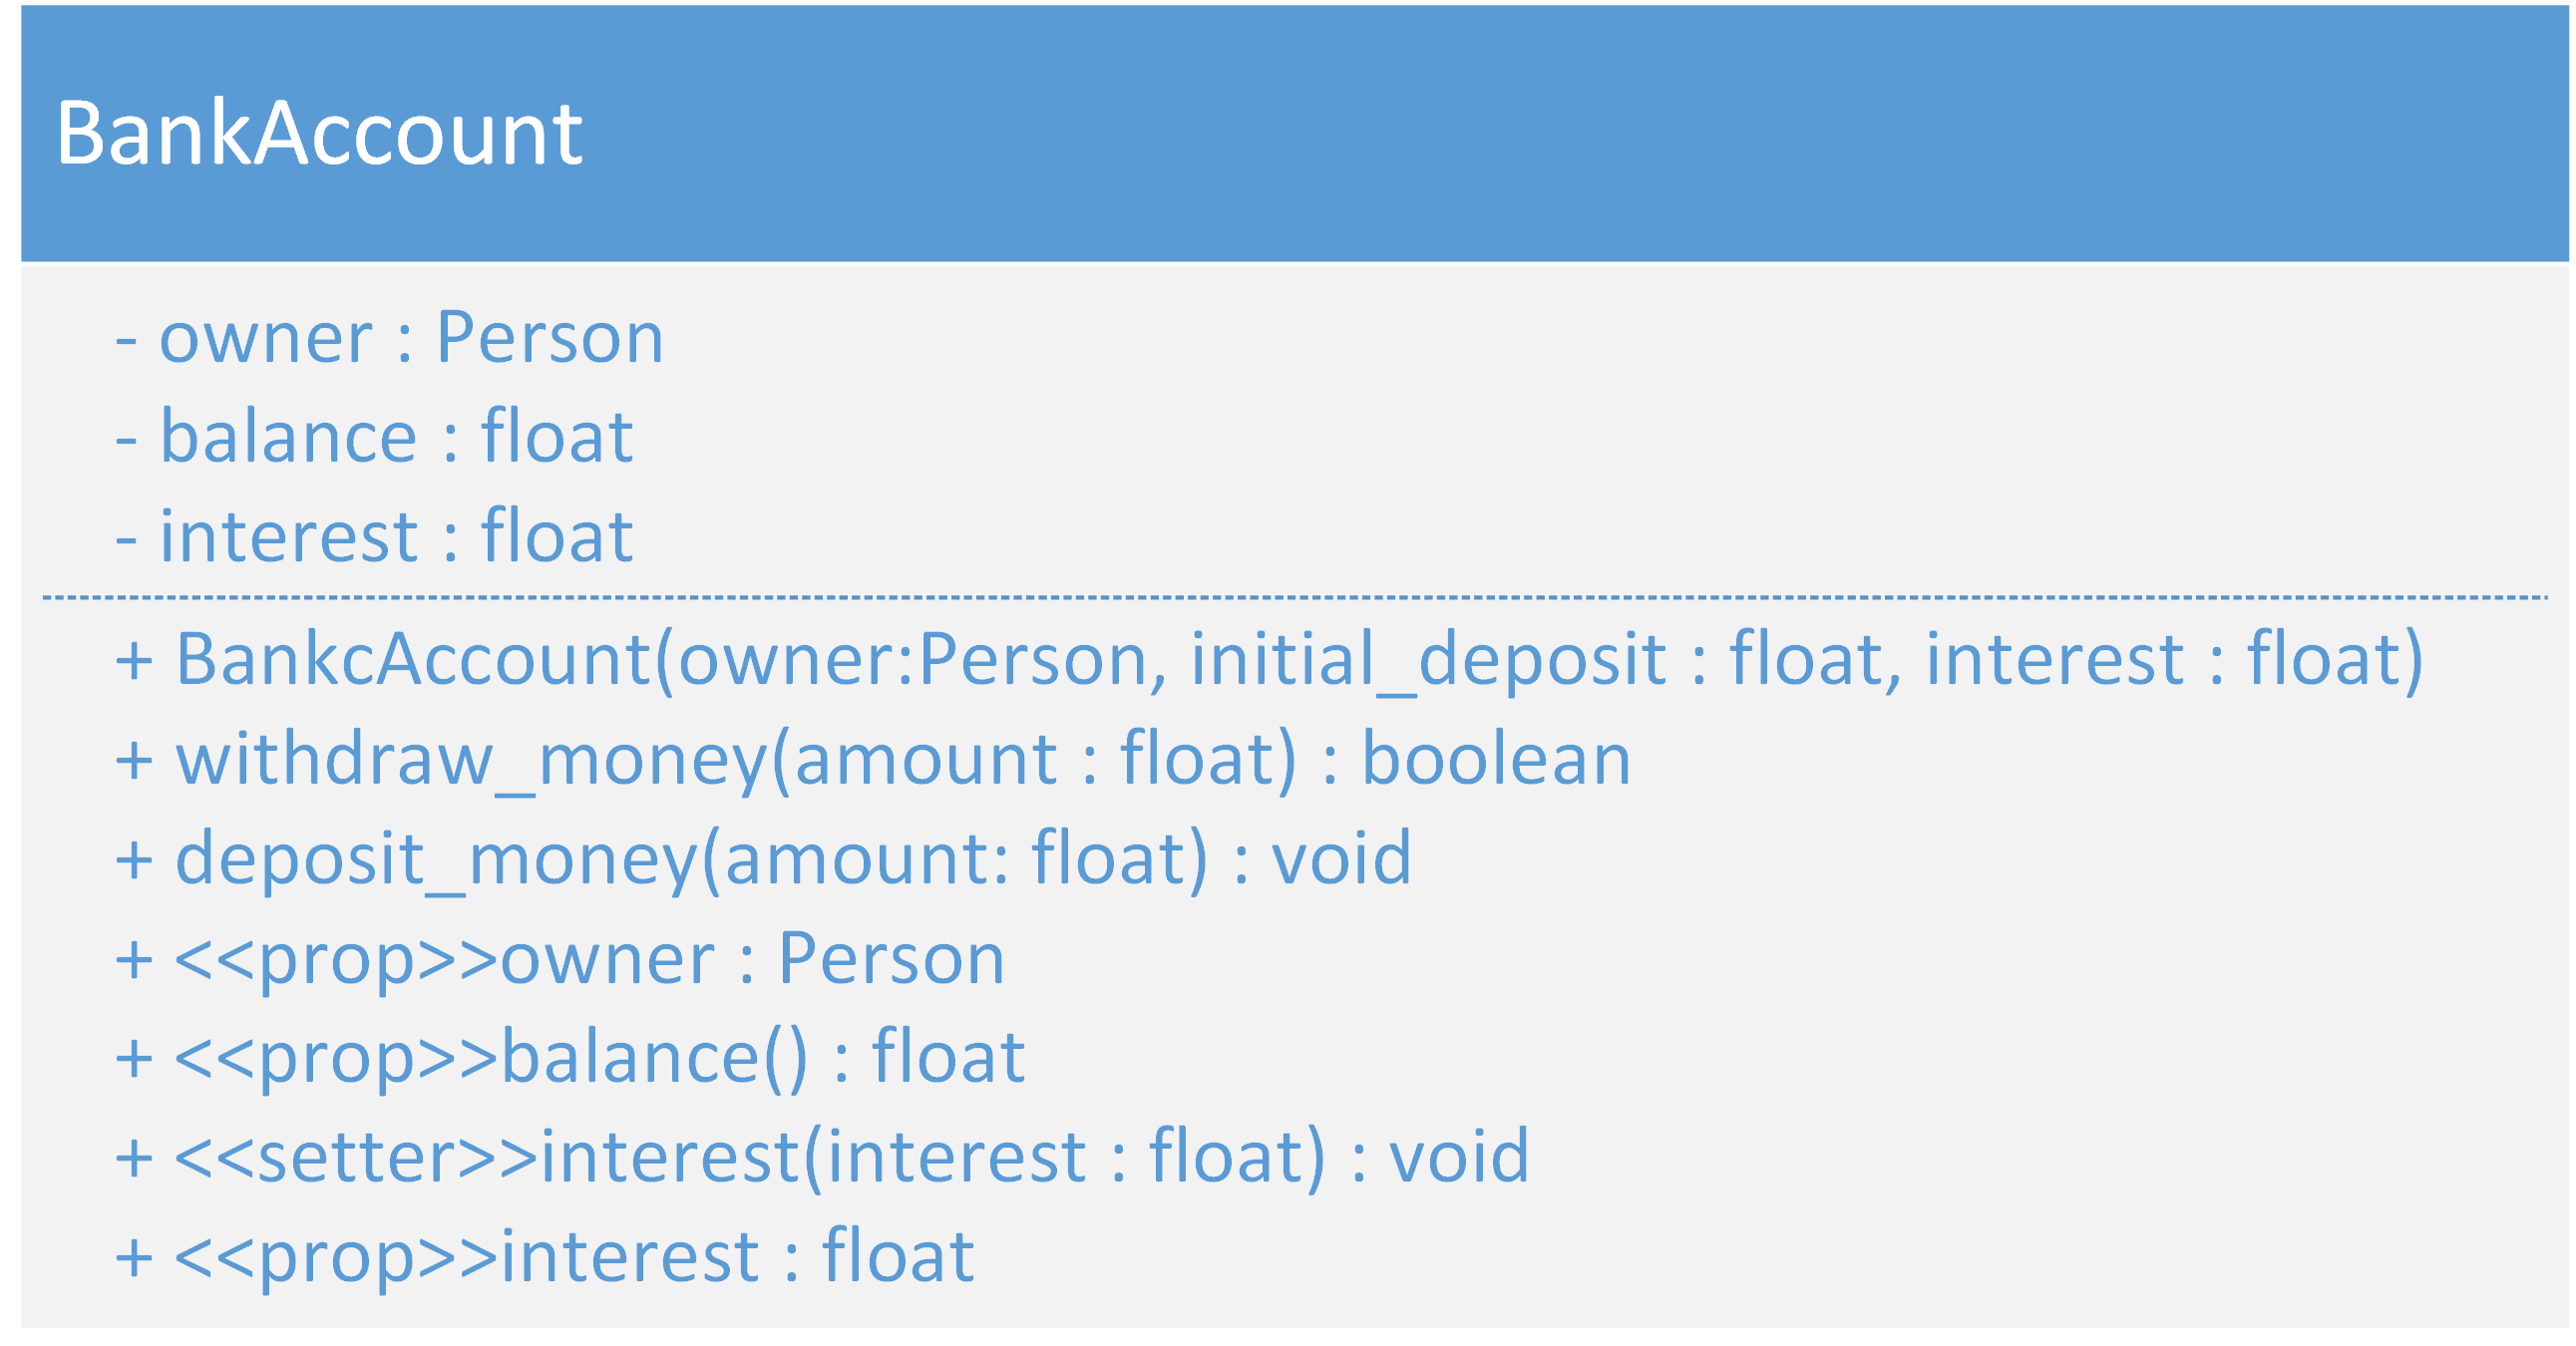 BankAccount
- owner : Person
- balance : float
- interest : float
+ BankcAccount(owner:Person, initial_deposit : float, interest : float)
+ withdraw_money(amount : float) : boolean
+ deposit_money(amount: float) : void
+ <<prop>>owner : Person
+ <<prop>>balance() : float
+ <<setter>>interest(interest : float) : void
+ <<prop>>interest : float